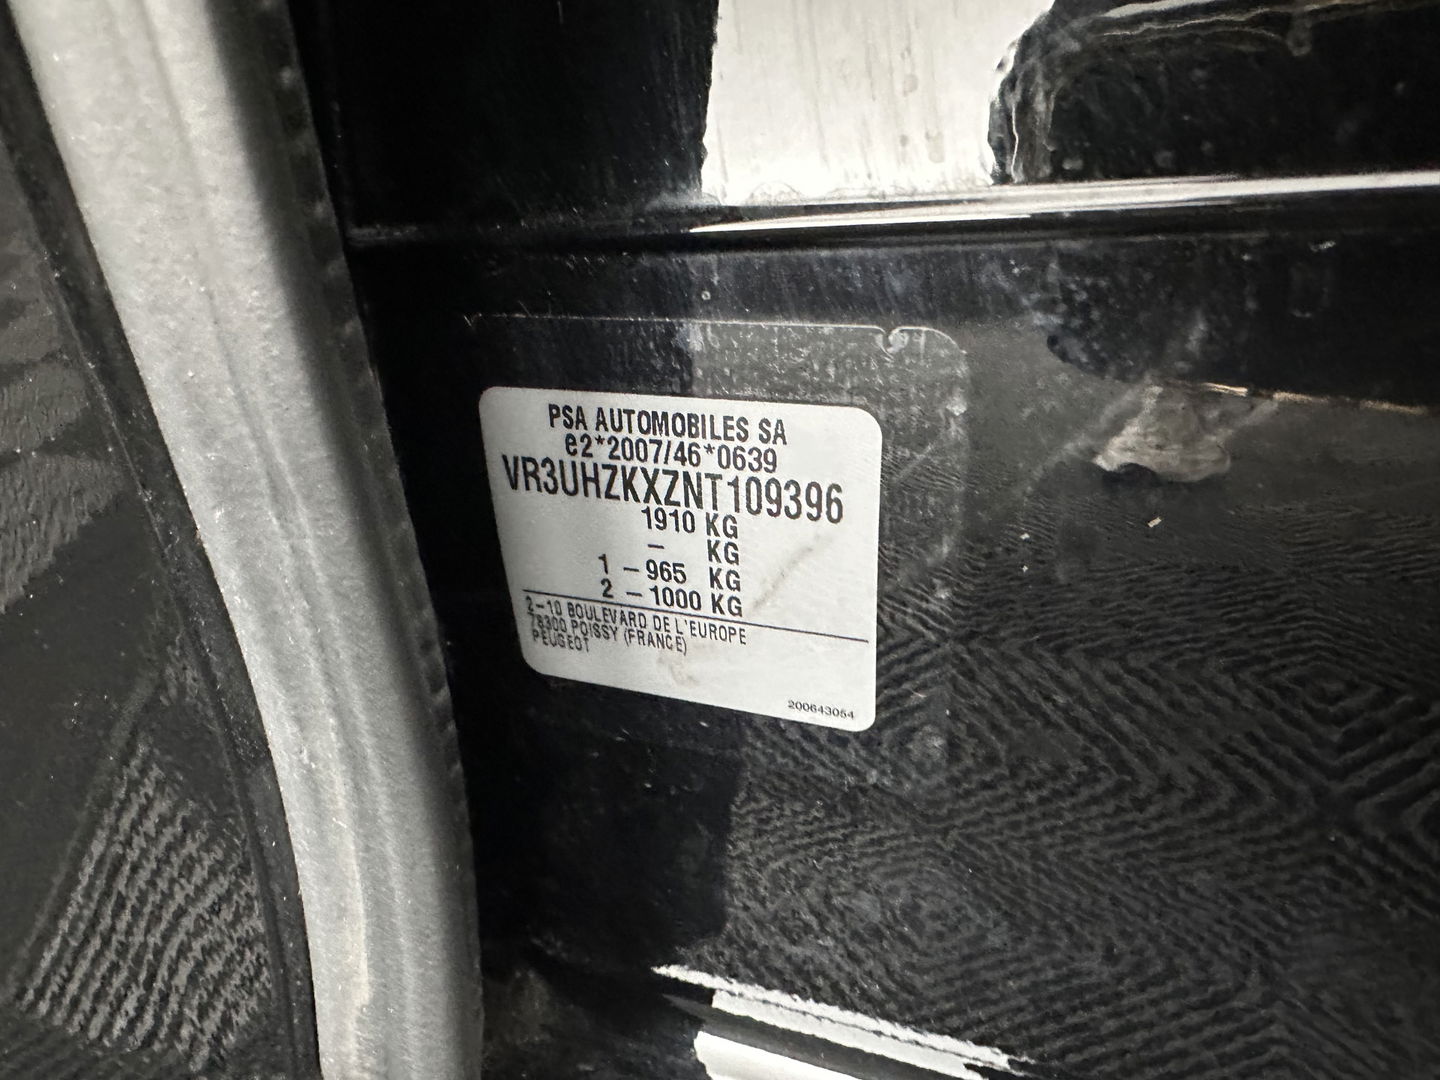 PSA AUTOMOBILES SA
e2*2007/46*0639
VR3UHZKXZNT109396
1910 KG
– KG
1 – 965 KG
2 – 1000 KG
2-10 BOULEVARD DE L'EUROPE
78300 POISSY (FRANCE)
PEUGEOT
200643054